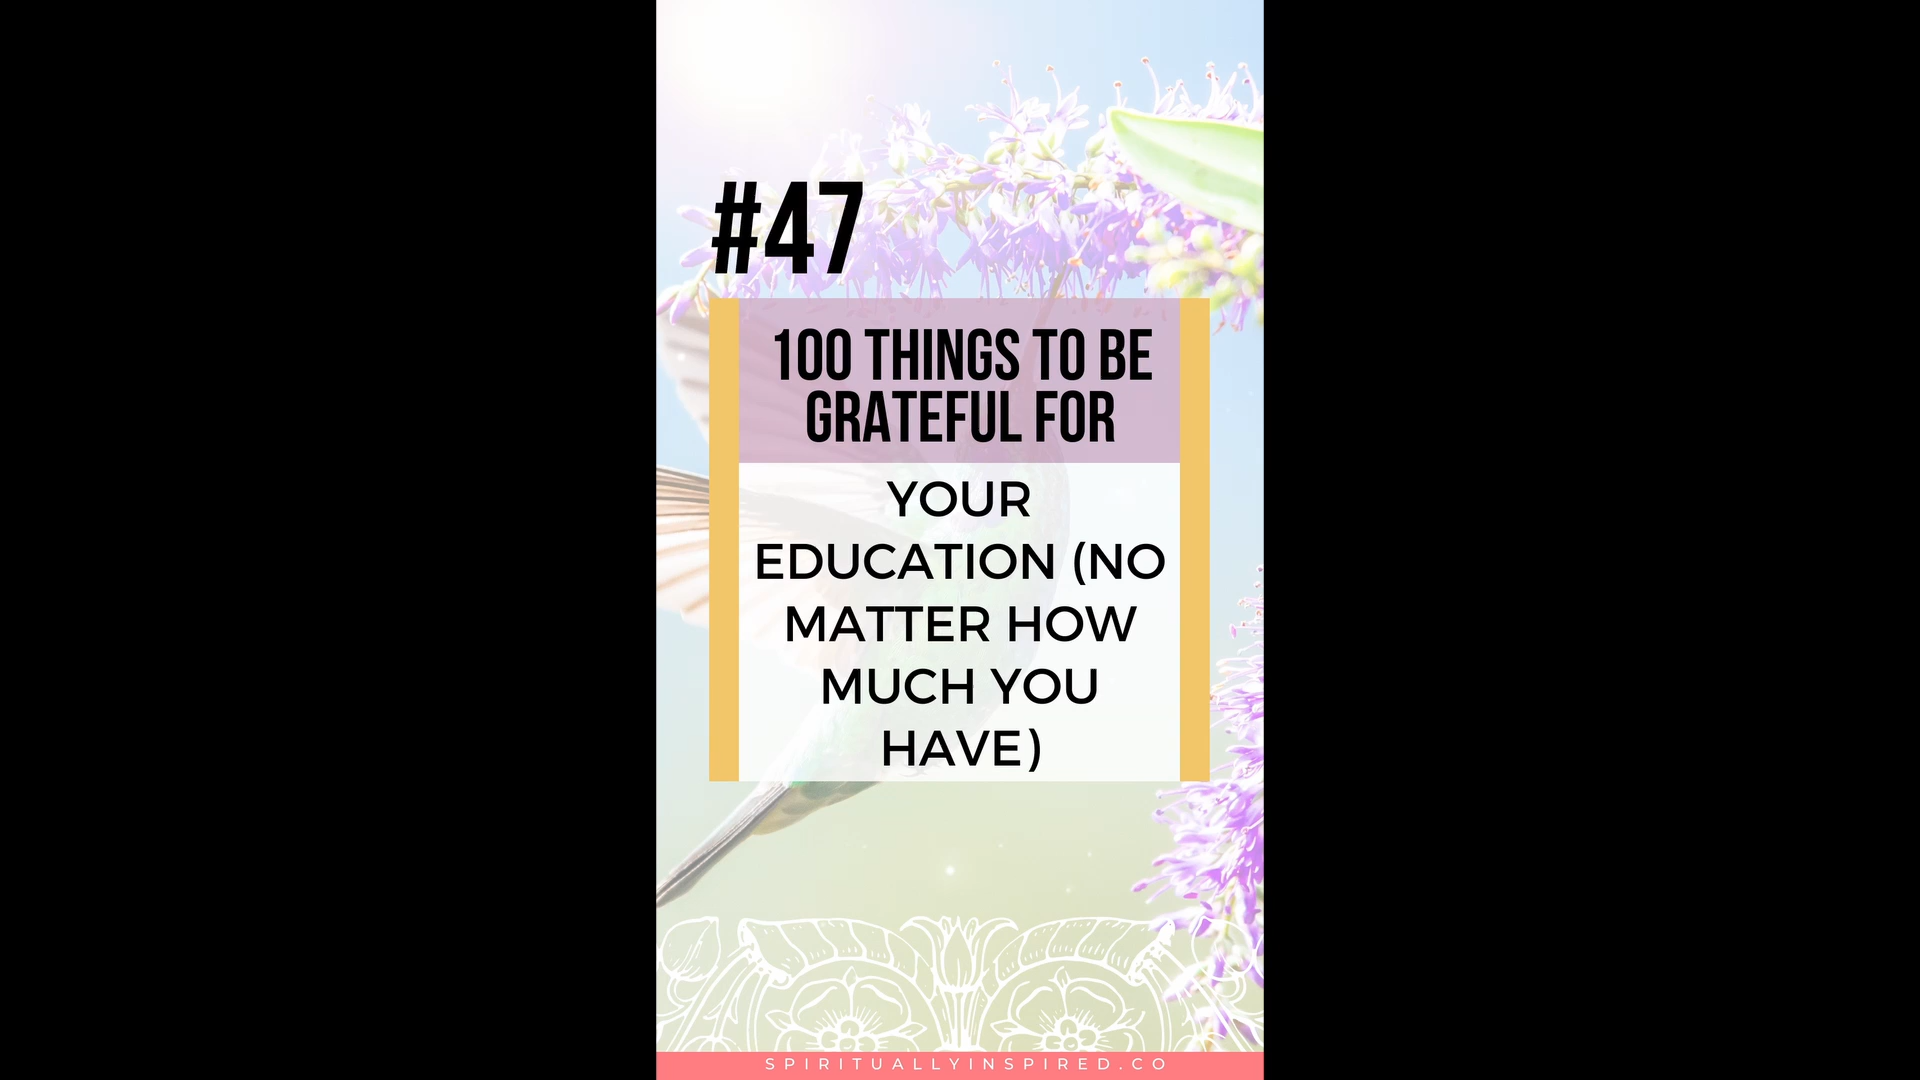 #47
100 THINGS TO BE
GRATEFUL FOR
YOUR
EDUCATION (NO
MATTER HOW
MUCH YOU
HAVE)
SPIRITUALLYINSPIRED.CO